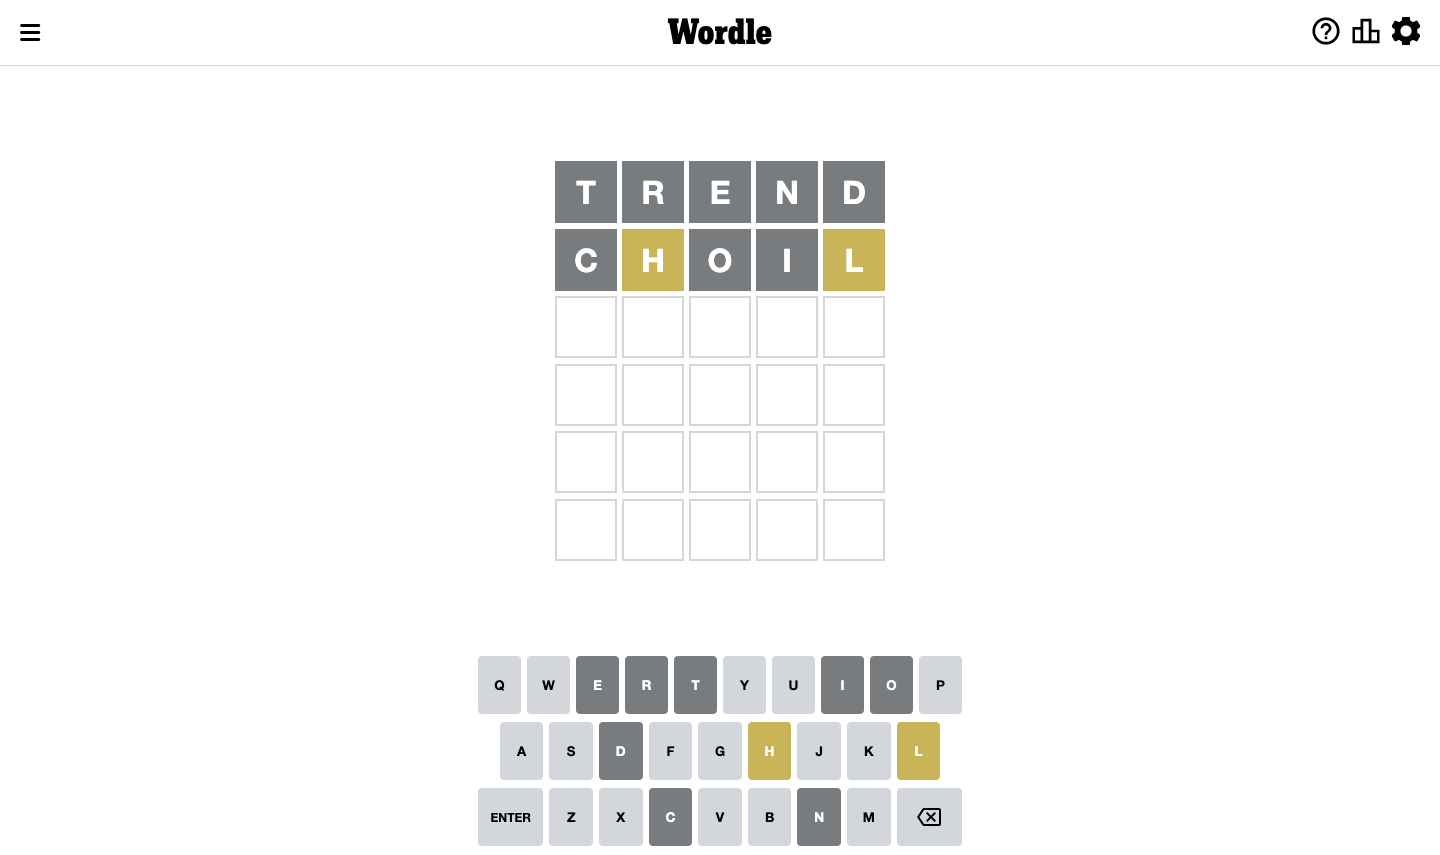 Wordle
T R E N D
C H O I L
Q W E R T Y U I O P
A S D F G H J K L
ENTER Z X C V B N M